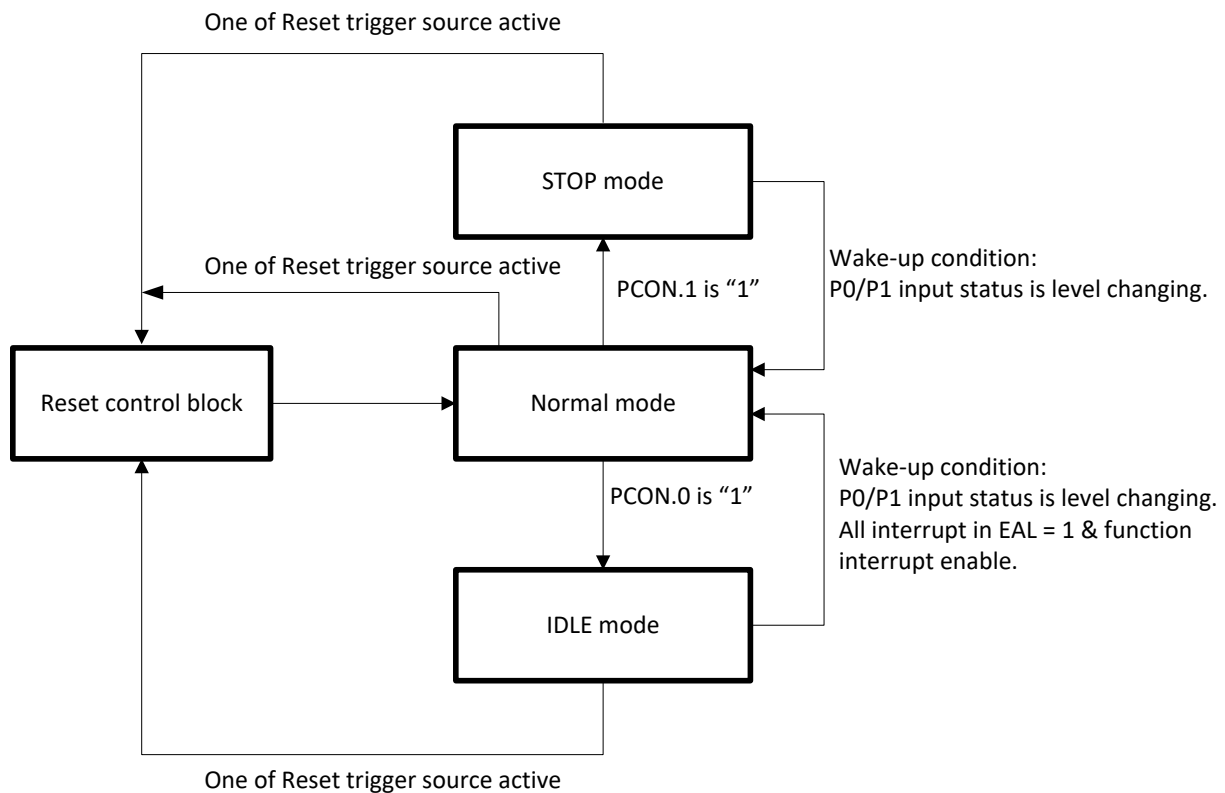 One of Reset trigger source active
STOP mode
One of Reset trigger source active
PCON.1 is “1”
Wake-up condition:
P0/P1 input status is level changing.
Reset control block
Normal mode
PCON.0 is “1”
Wake-up condition:
P0/P1 input status is level changing.
All interrupt in EAL = 1 & function
interrupt enable.
IDLE mode
One of Reset trigger source active